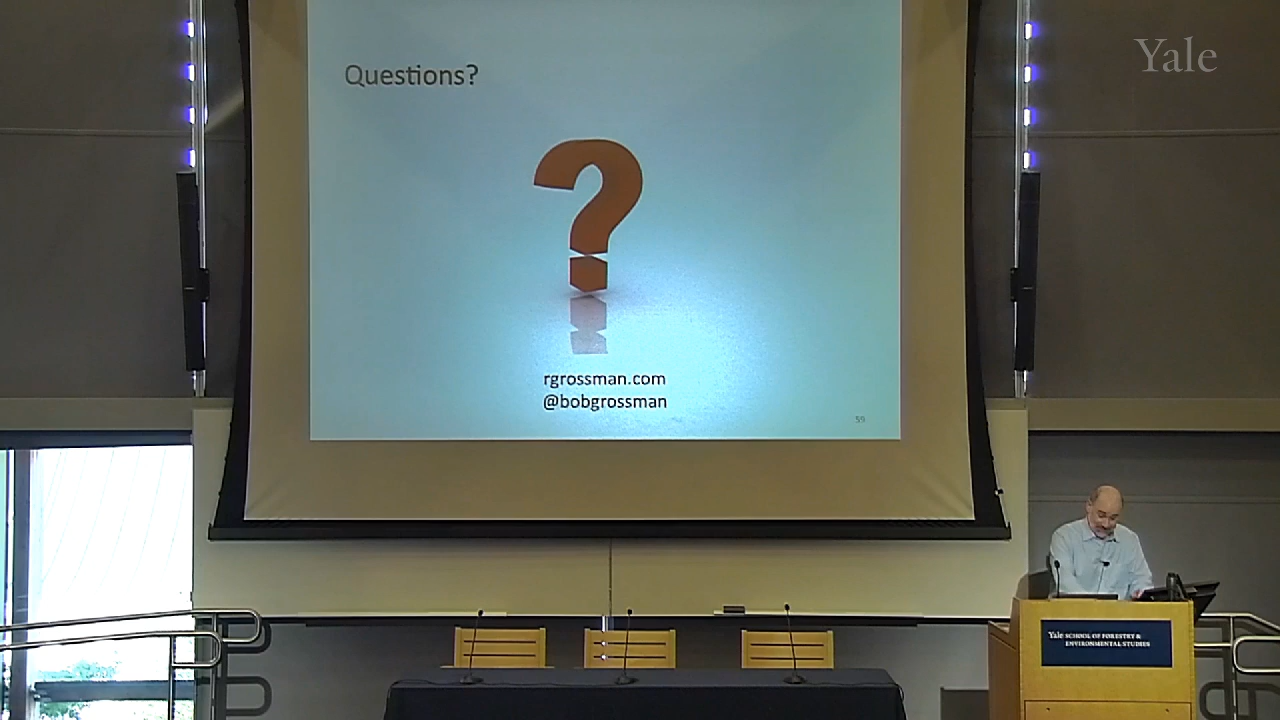 Yale
Questions?
?
rgrossman.com
@bobgrossman
59
Yale SCHOOL OF FORESTRY &
ENVIRONMENTAL STUDIES